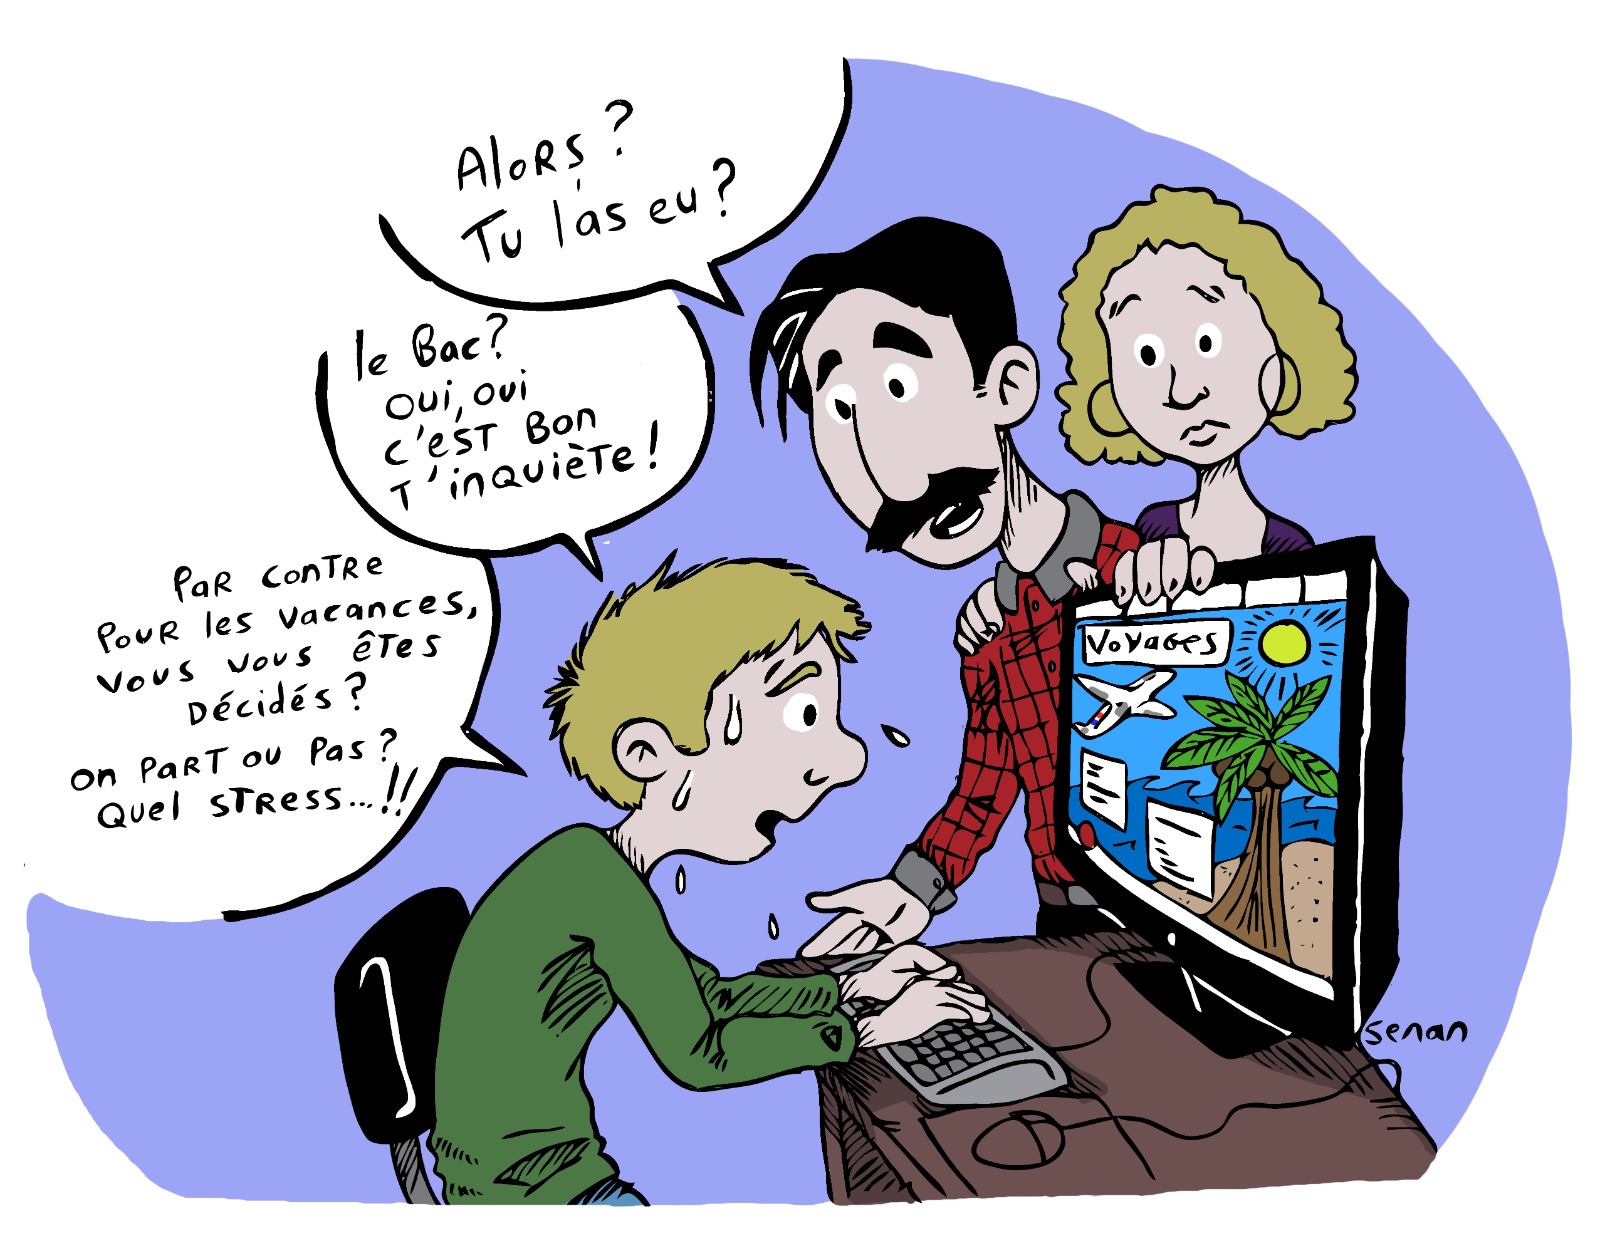 Alors ?
Tu l'as eu ?
le Bac ?
oui, oui
c'est Bon
t'inquiète !
Par contre
pour les vacances,
vous vous êtes
Décidés ?
on part ou pas ?
Quel stress...!!
Voyages
senan